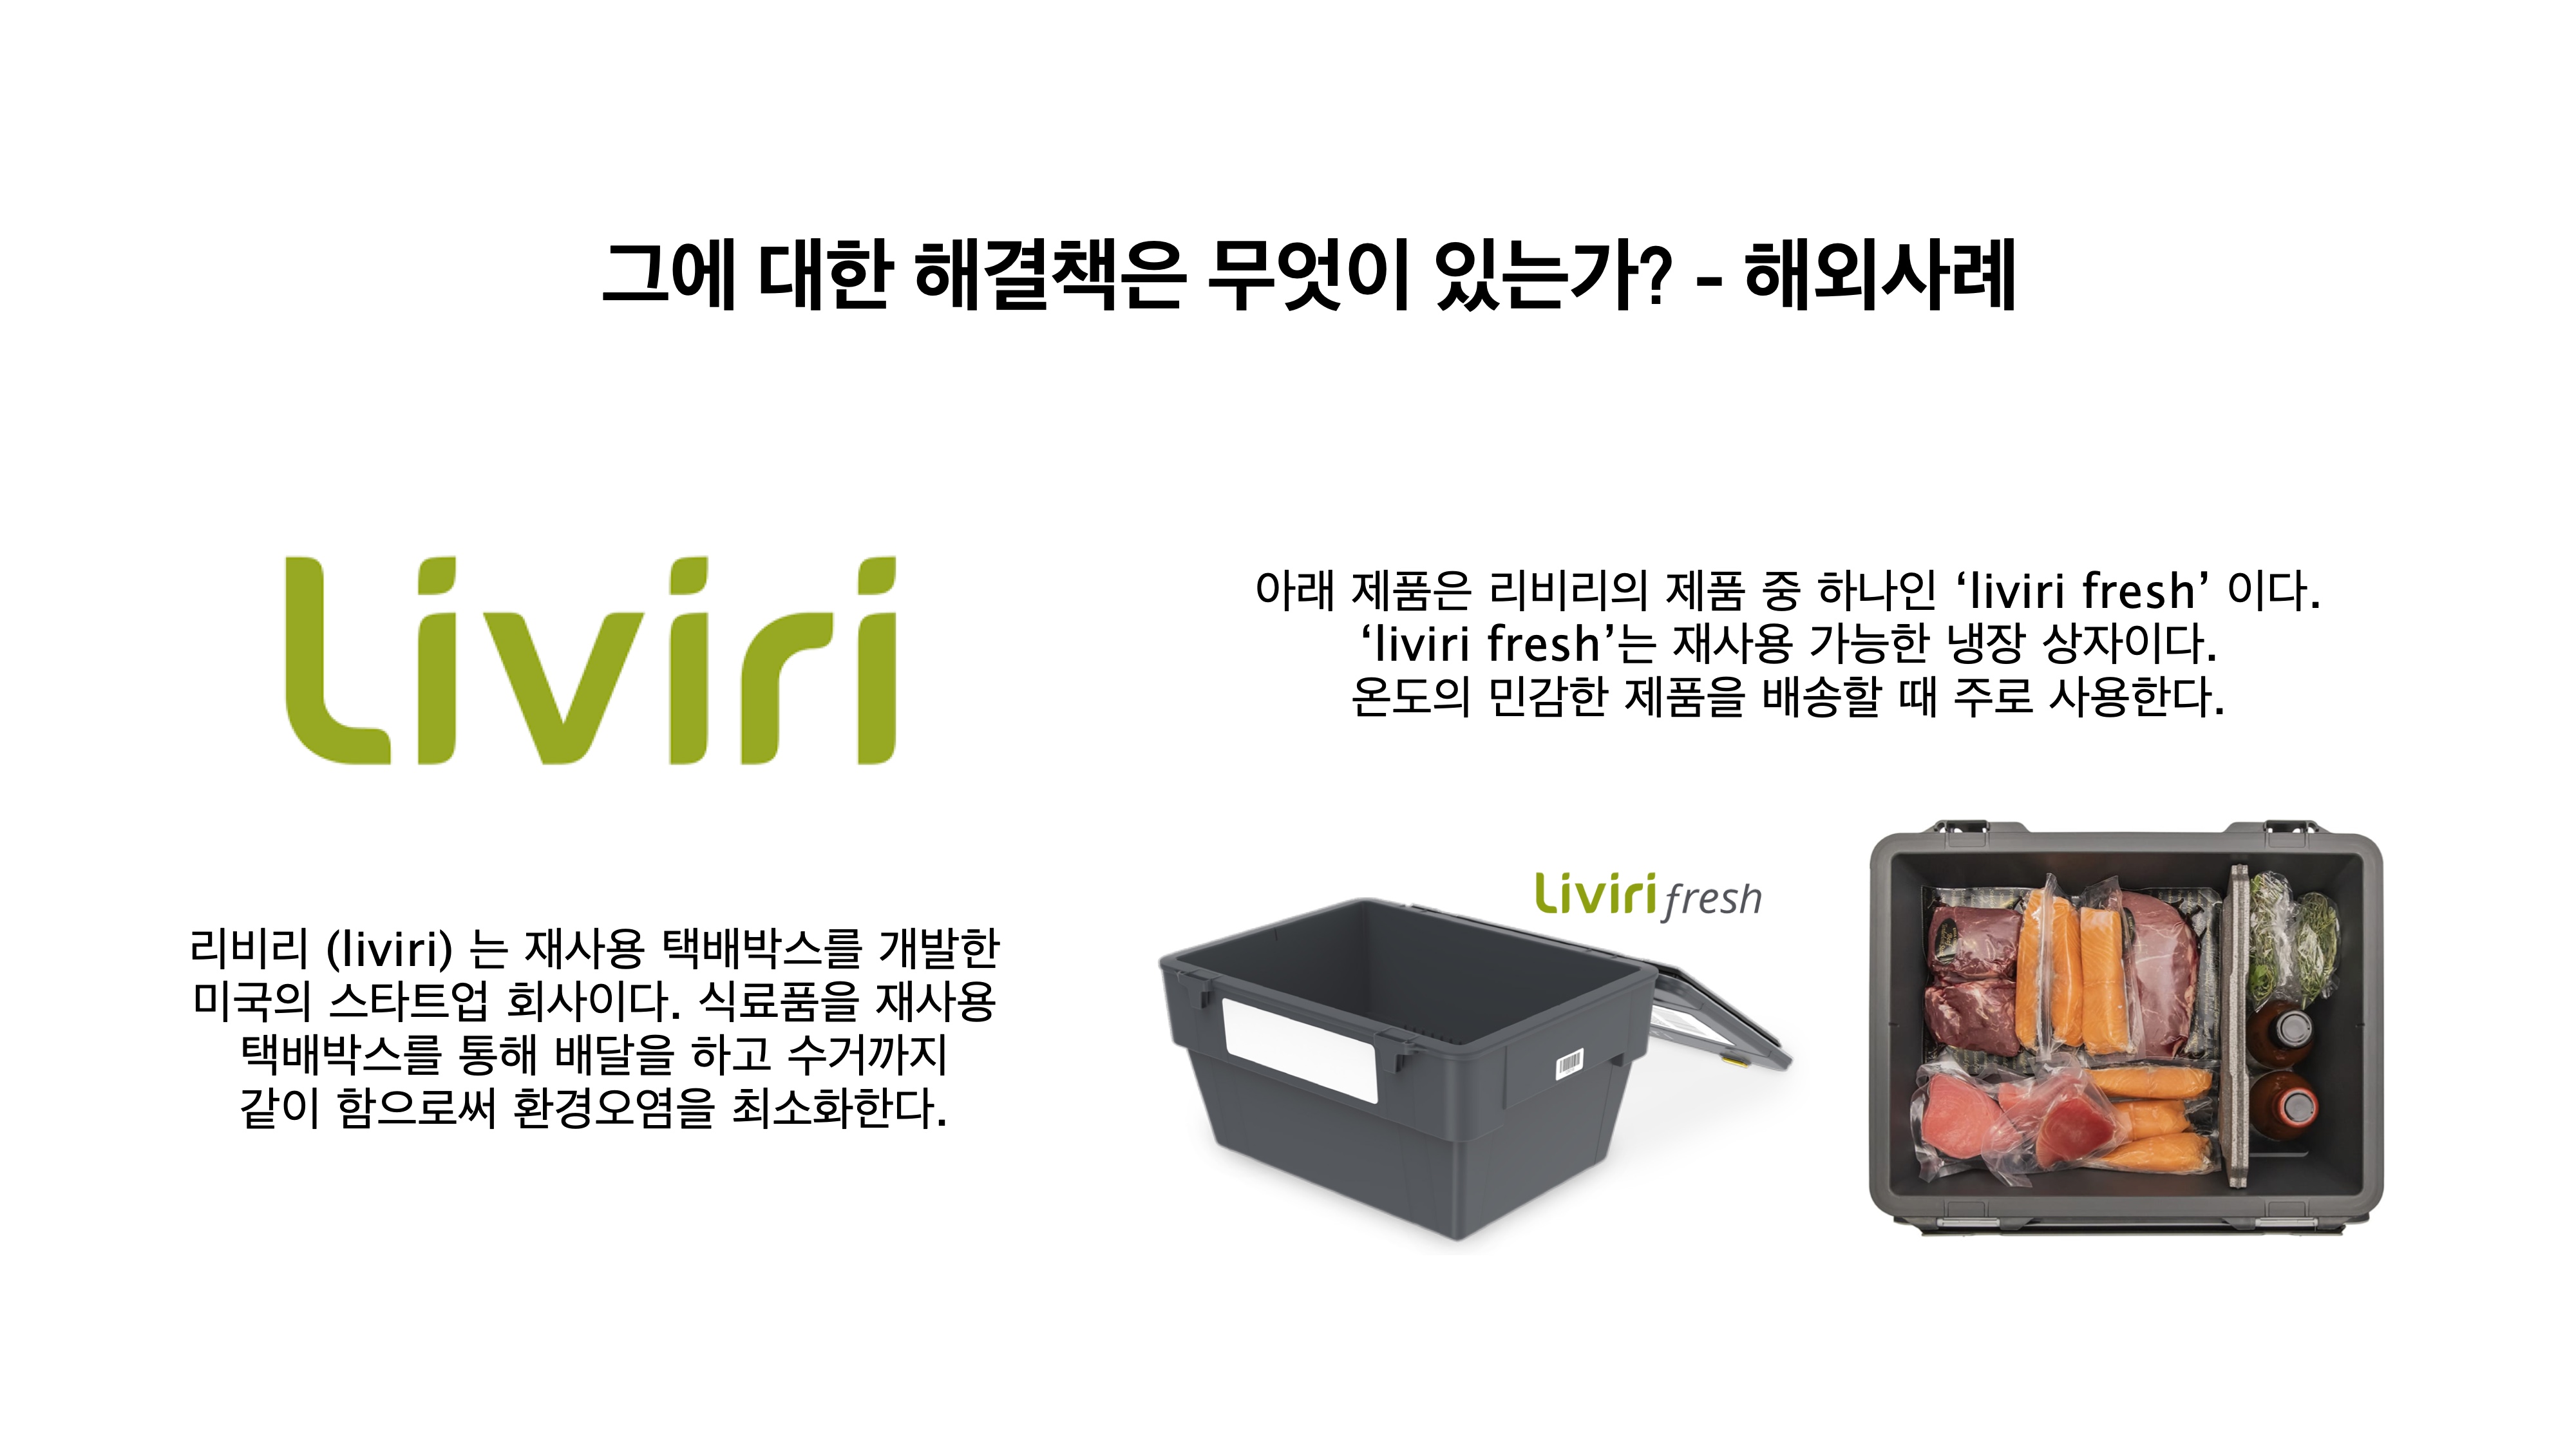 그에 대한 해결책은 무엇이 있는가? - 해외사례
Liviri
리비리 (liviri) 는 재사용 택배박스를 개발한
미국의 스타트업 회사이다. 식료품을 재사용
택배박스를 통해 배달을 하고 수거까지
같이 함으로써 환경오염을 최소화한다.
아래 제품은 리비리의 제품 중 하나인 ‘liviri fresh’ 이다.
‘liviri fresh’는 재사용 가능한 냉장 상자이다.
온도의 민감한 제품을 배송할 때 주로 사용한다.
Liviri fresh